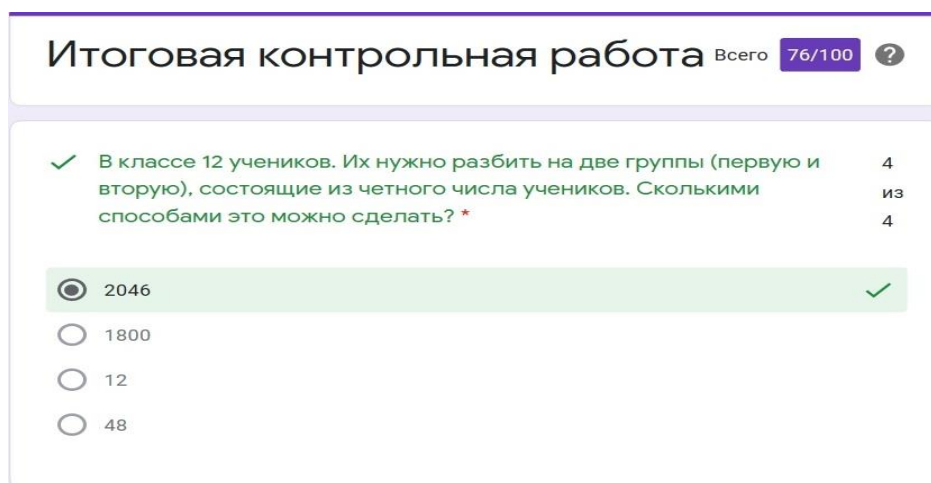 Итоговая контрольная работа Всего 76/100 ?
В классе 12 учеников. Их нужно разбить на две группы (первую и
вторую), состоящие из четного числа учеников. Сколькими
способами это можно сделать? *
4
из
4
2046
1800
12
48